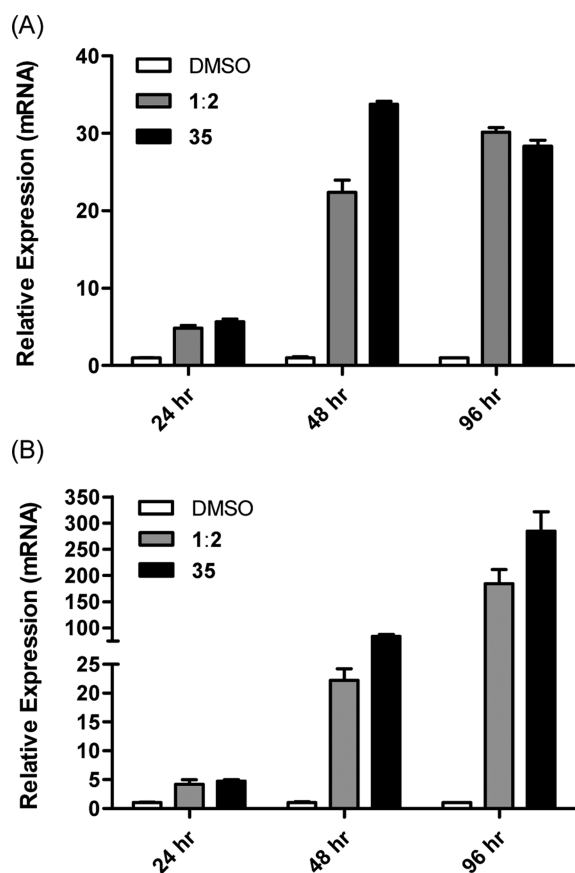 (A)
Relative Expression (mRNA)
40
30
20
10
0
DMSO
1:2
35
24 hr
48 hr
96 hr
(B)
Relative Expression (mRNA)
350
300
250
200
150
100
25
20
15
10
5
0
DMSO
1:2
35
24 hr
48 hr
96 hr